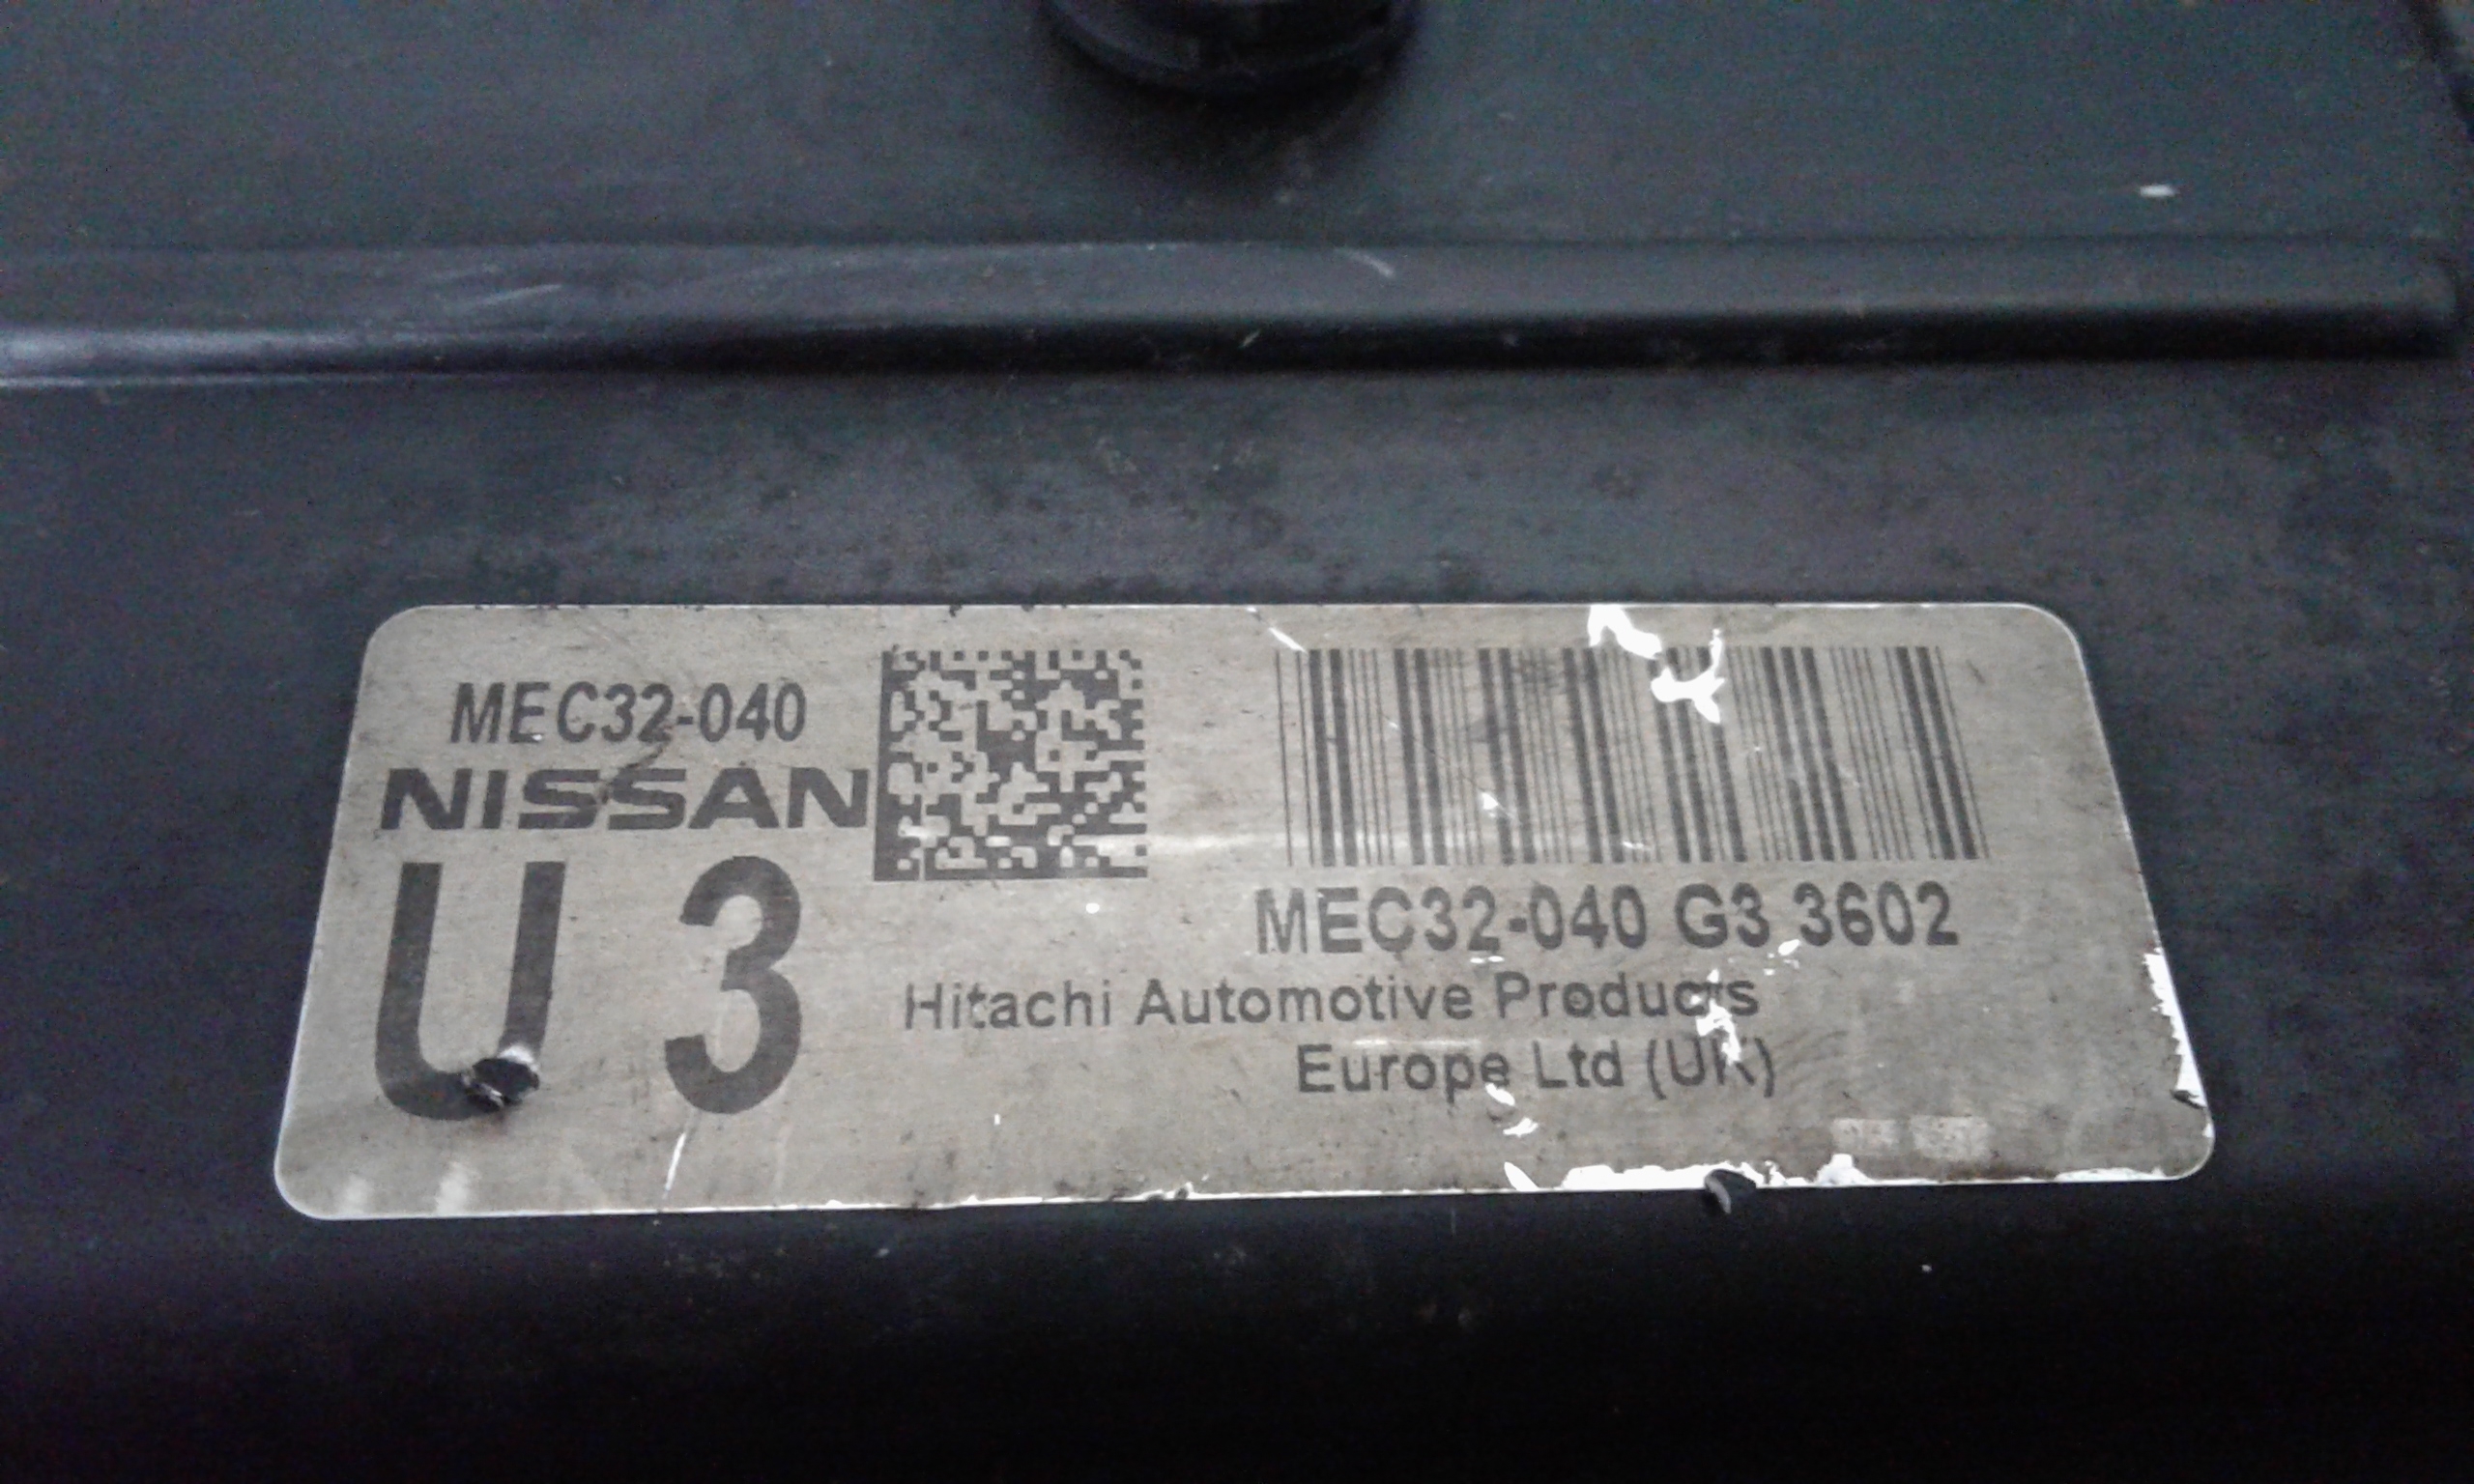 MEC32-040
NISSAN
U 3
MEC32-040 G3 3602
Hitachi Automotive Products
Europe Ltd (UK)